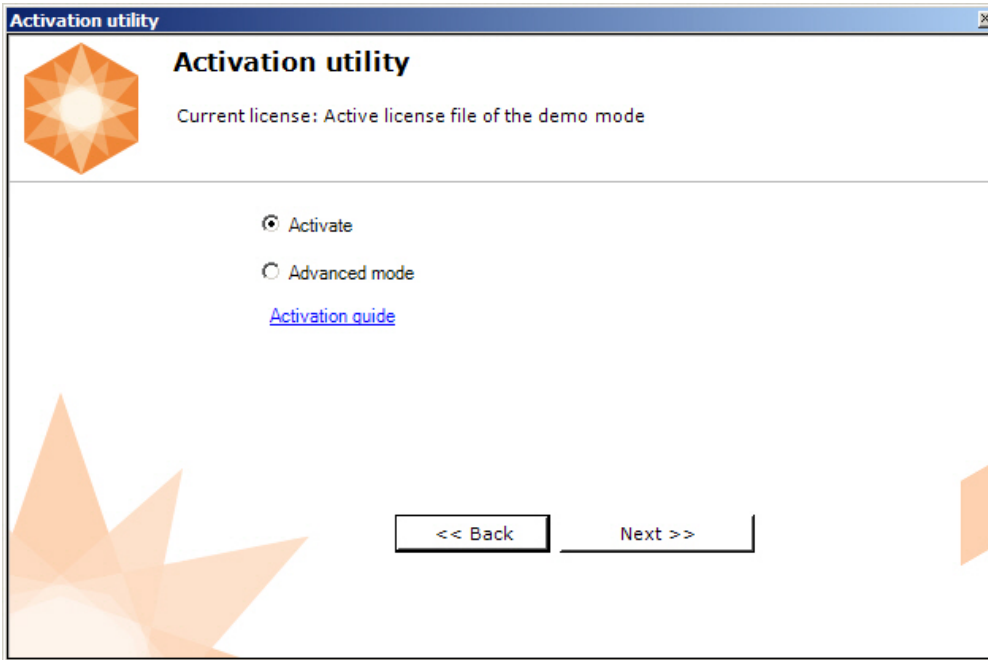 Activation utility
Activation utility
Current license: Active license file of the demo mode
Activate
Advanced mode
Activation guide
<< Back Next >>